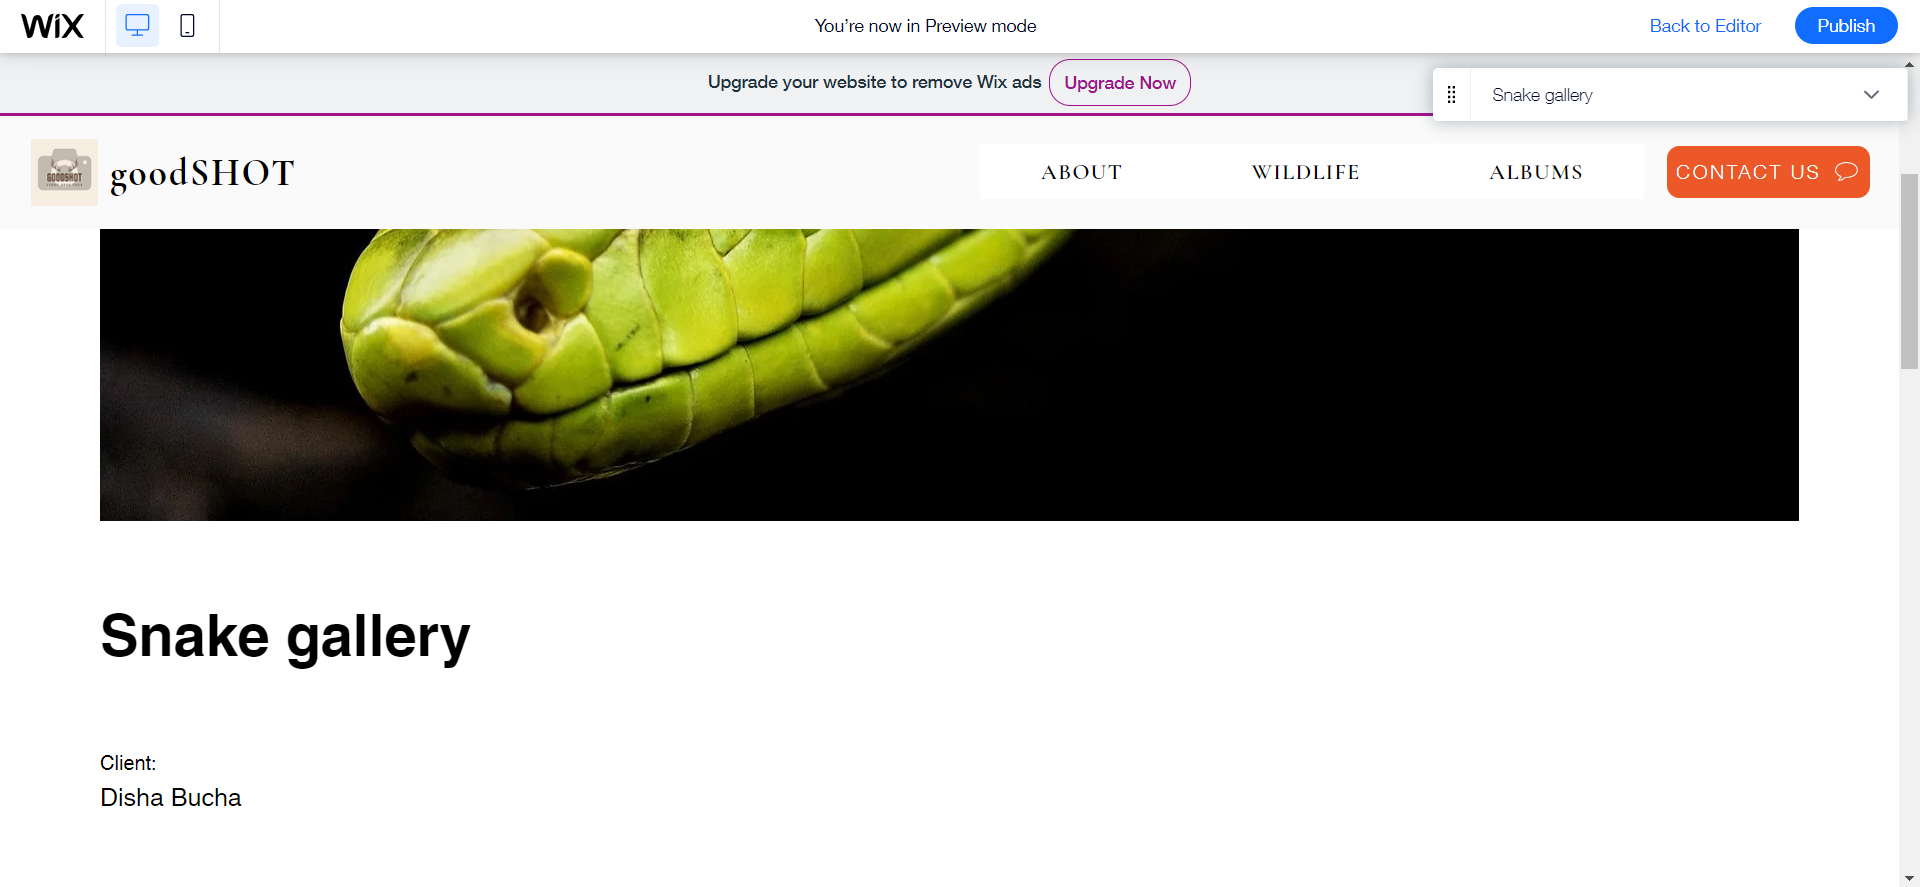 WiX
You’re now in Preview mode
Back to Editor
Publish
Upgrade your website to remove Wix ads
Upgrade Now
Snake gallery
GOODSHOT
goodSHOT
ABOUT
WILDLIFE
ALBUMS
CONTACT US
Snake gallery
Client:
Disha Bucha